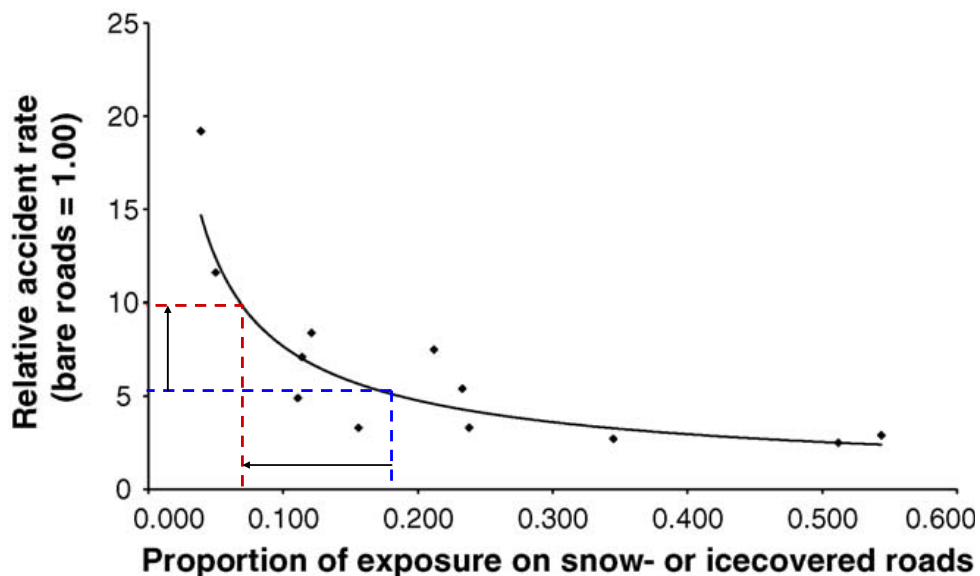 25
20
15
10
5
0
Relative accident rate
(bare roads = 1.00)
0.000 0.100 0.200 0.300 0.400 0.500 0.600
Proportion of exposure on snow- or icecovered roads